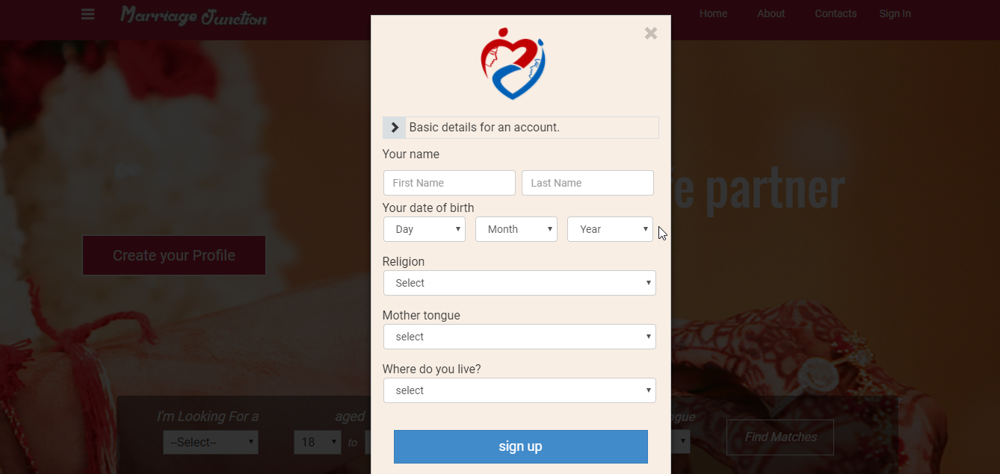 Marriage Junction
Home About Contacts Sign In
Basic details for an account.
Your name
First Name Last Name
Your date of birth
Day Month Year
Religion
Select
Mother tongue
select
Where do you live?
select
sign up
partner
Create your Profile
I'm Looking For a aged
--Select-- 18 to
Find Matches